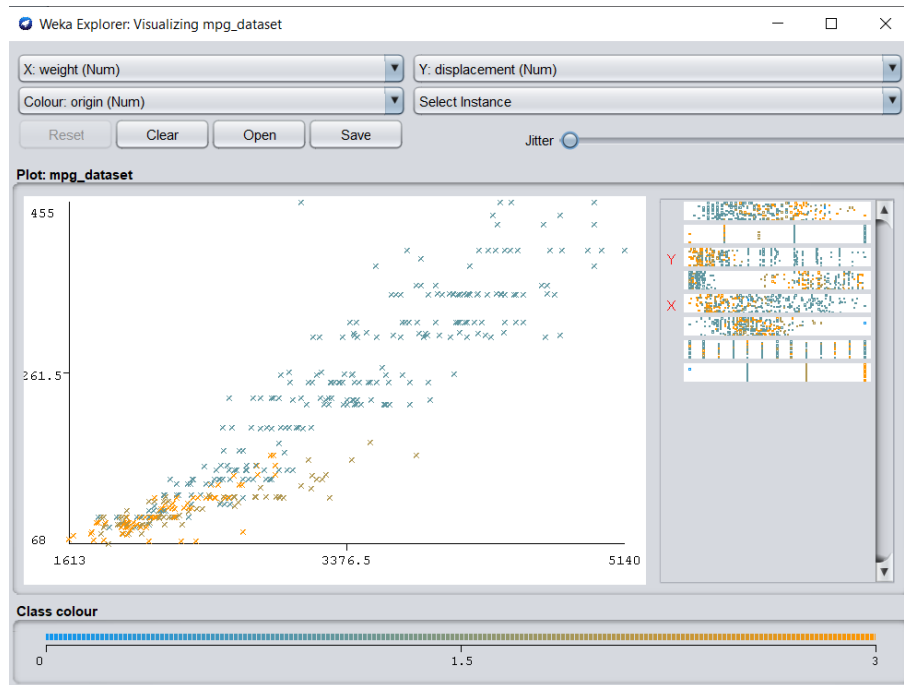 Weka Explorer: Visualizing mpg_dataset
X: weight (Num)
Y: displacement (Num)
Colour: origin (Num)
Select Instance
Reset
Clear
Open
Save
Jitter
Plot: mpg_dataset
455
261.5
68
1613
3376.5
5140
Y
X
Class colour
0
1.5
3